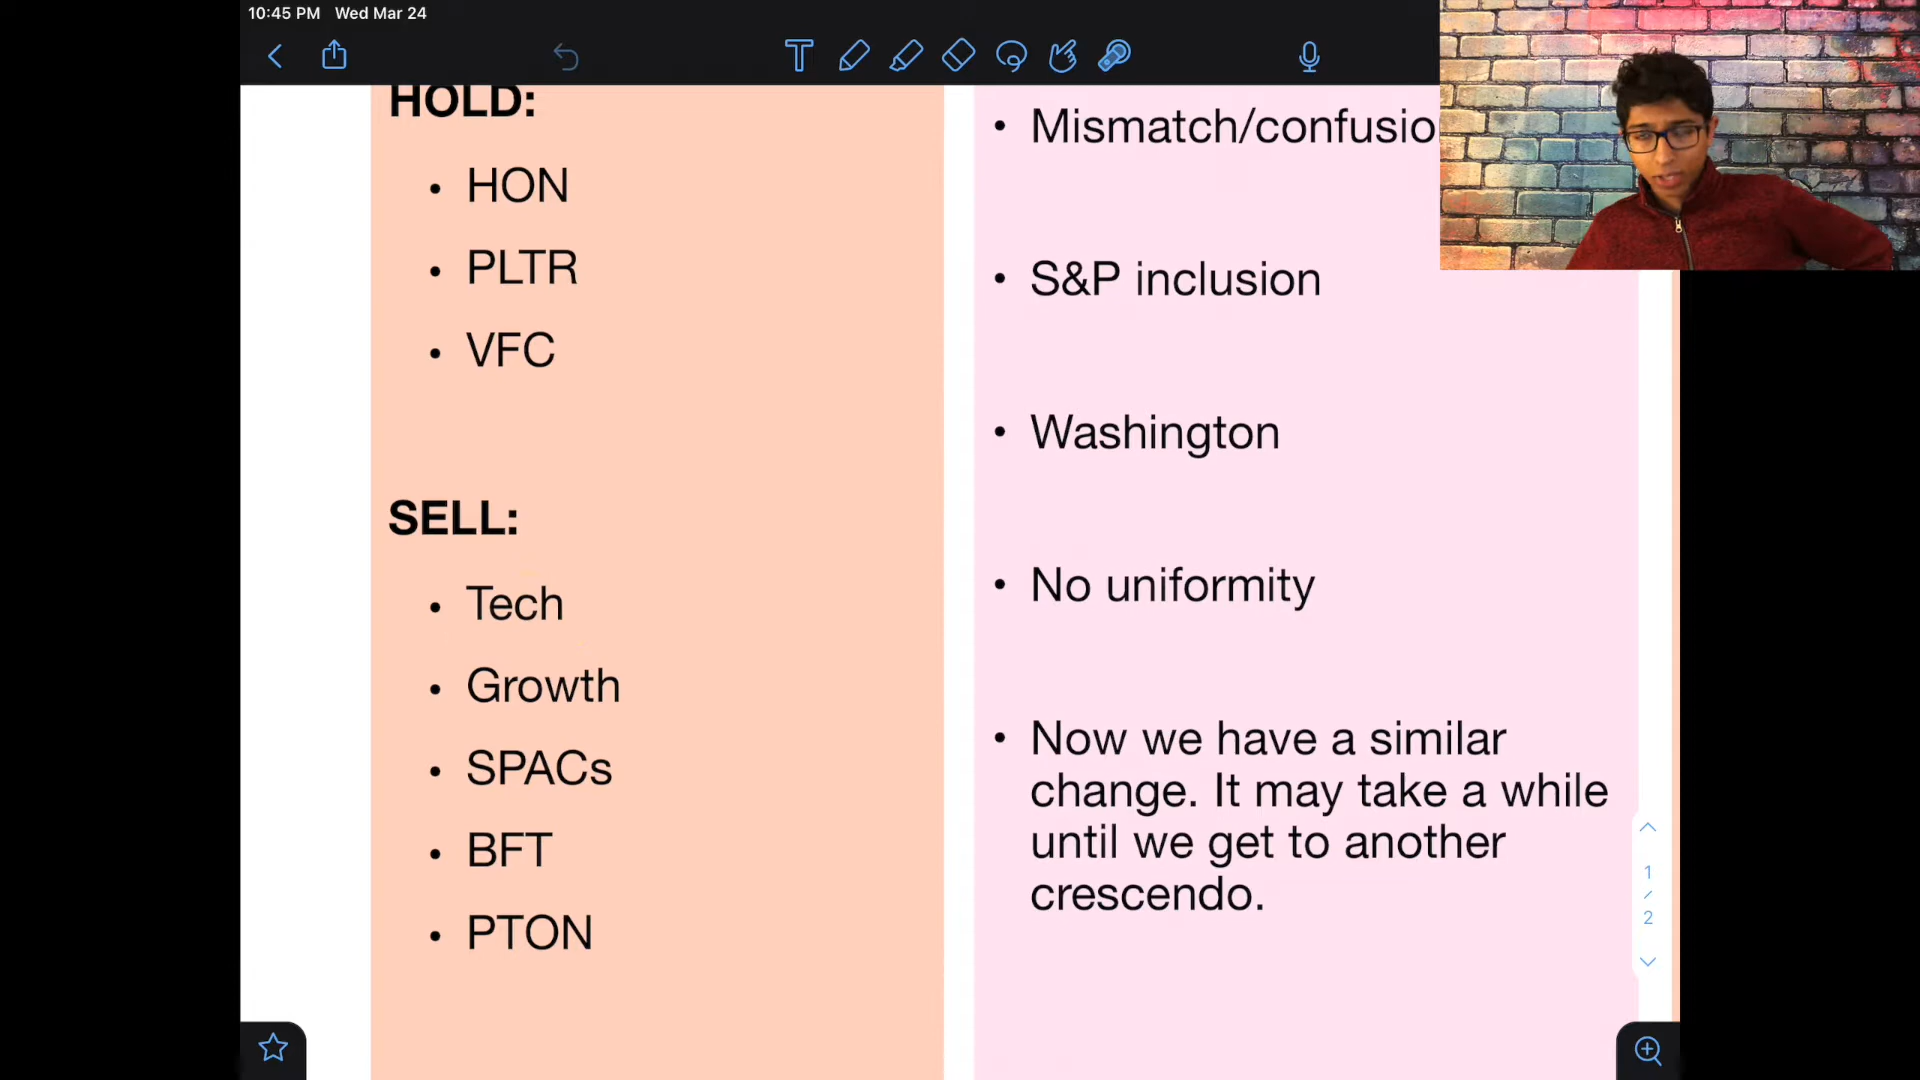 10:45 PM Wed Mar 24
HOLD:
• HON
• PLTR
• VFC
SELL:
• Tech
• Growth
• SPACs
• BFT
• PTON
• Mismatch/confusio
• S&P inclusion
• Washington
• No uniformity
• Now we have a similar
change. It may take a while
until we get to another
crescendo.
1
/
2